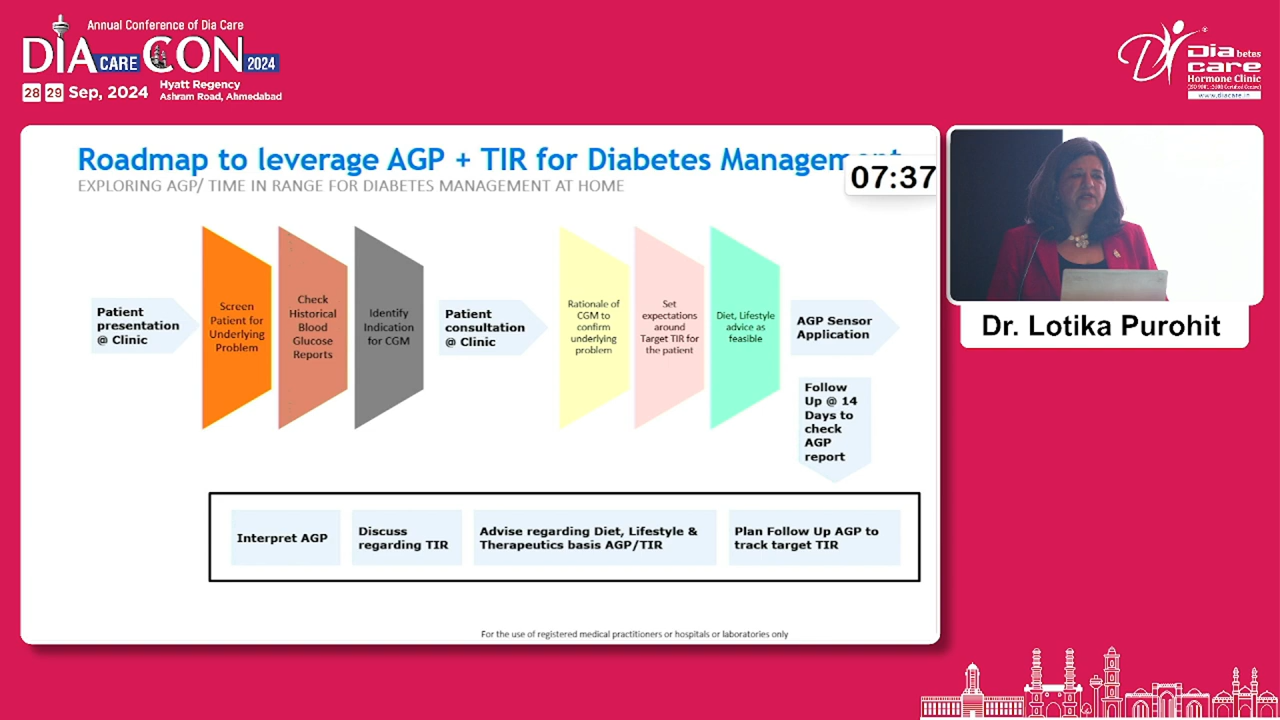 Annual Conference of Dia Care
DIA CARE CON 2024
28 29 Sep, 2024
Hyatt Regency
Ashram Road, Ahmedabad
Dia betes
care
Hormone Clinic
www.diacare.in
Roadmap to leverage AGP + TIR for Diabetes Management
EXPLORING AGP/ TIME IN RANGE FOR DIABETES MANAGEMENT AT HOME
07:37
Patient
presentation
@ Clinic
Screen
Patient for
Underlying
Problem
Check
Historical
Blood
Glucose
Reports
Identify
Indication
for CGM
Patient
consultation
@ Clinic
Rationale of
CGM to
confirm
underlying
problem
Set
expectations
around
Target TIR for
the patient
Diet, Lifestyle
advice as
feasible
AGP Sensor
Application
Follow
Up @ 14
Days to
check
AGP
report
Interpret AGP
Discuss
regarding TIR
Advise regarding Diet, Lifestyle &
Therapeutics basis AGP/TIR
Plan Follow Up AGP to
track target TIR
For the use of registered medical practitioners or hospitals or laboratories only
Dr. Lotika Purohit